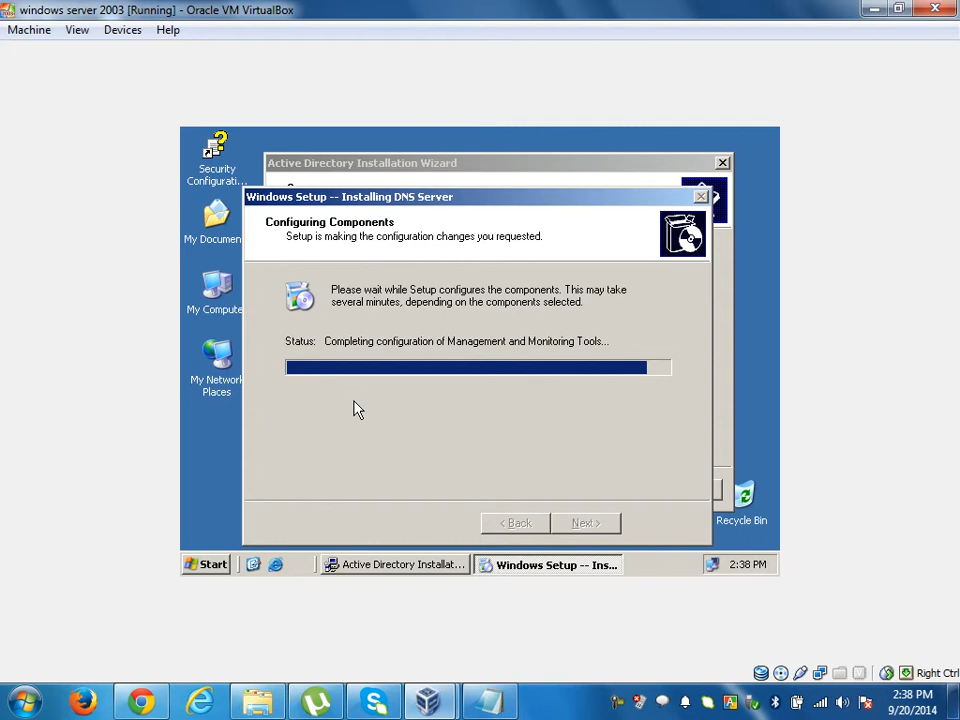 windows server 2003 [Running] - Oracle VM VirtualBox
Machine View Devices Help
Security
Configurati...
Active Directory Installation Wizard
Windows Setup -- Installing DNS Server
Configuring Components
Setup is making the configuration changes you requested.
My Documen
Please wait while Setup configures the components. This may take
several minutes, depending on the components selected.
My Compute
Status: Completing configuration of Management and Monitoring Tools...
My Network
Places
< Back Next >
Recycle Bin
Start Active Directory Installat... Windows Setup -- Ins... 2:38 PM
Right Ctrl
2:38 PM
9/20/2014